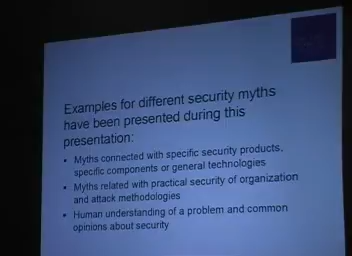 Examples for different security myths
have been presented during this
presentation:
▪ Myths connected with specific security products,
specific components or general technologies
▪ Myths related with practical security of organization
and attack methodologies
▪ Human understanding of a problem and common
opinions about security